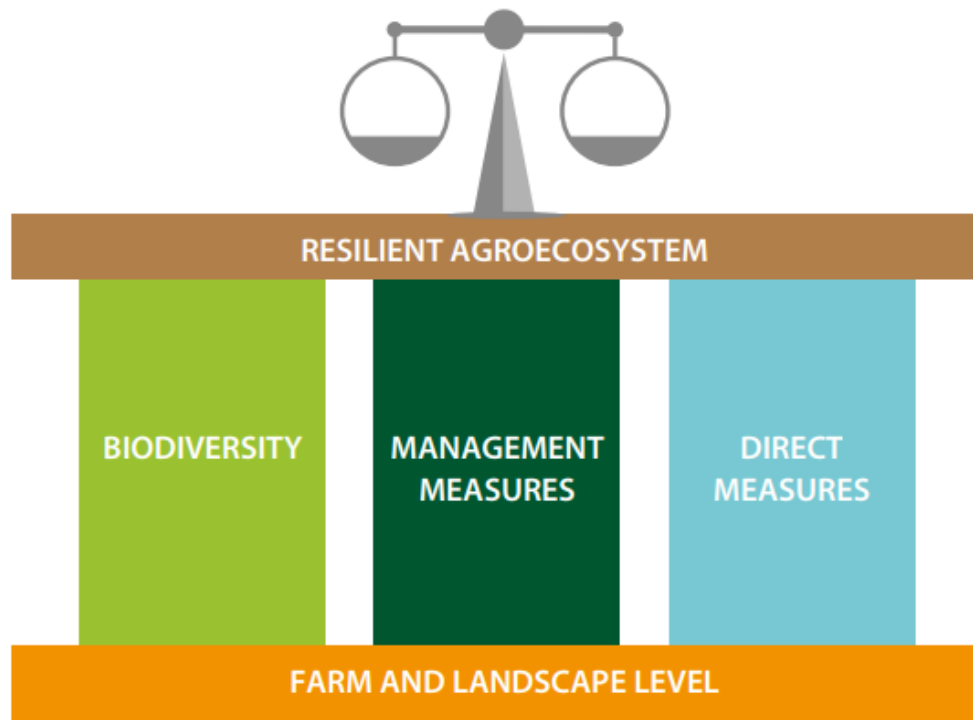 RESILIENT AGROECOSYSTEM
BIODIVERSITY
MANAGEMENT
MEASURES
DIRECT
MEASURES
FARM AND LANDSCAPE LEVEL